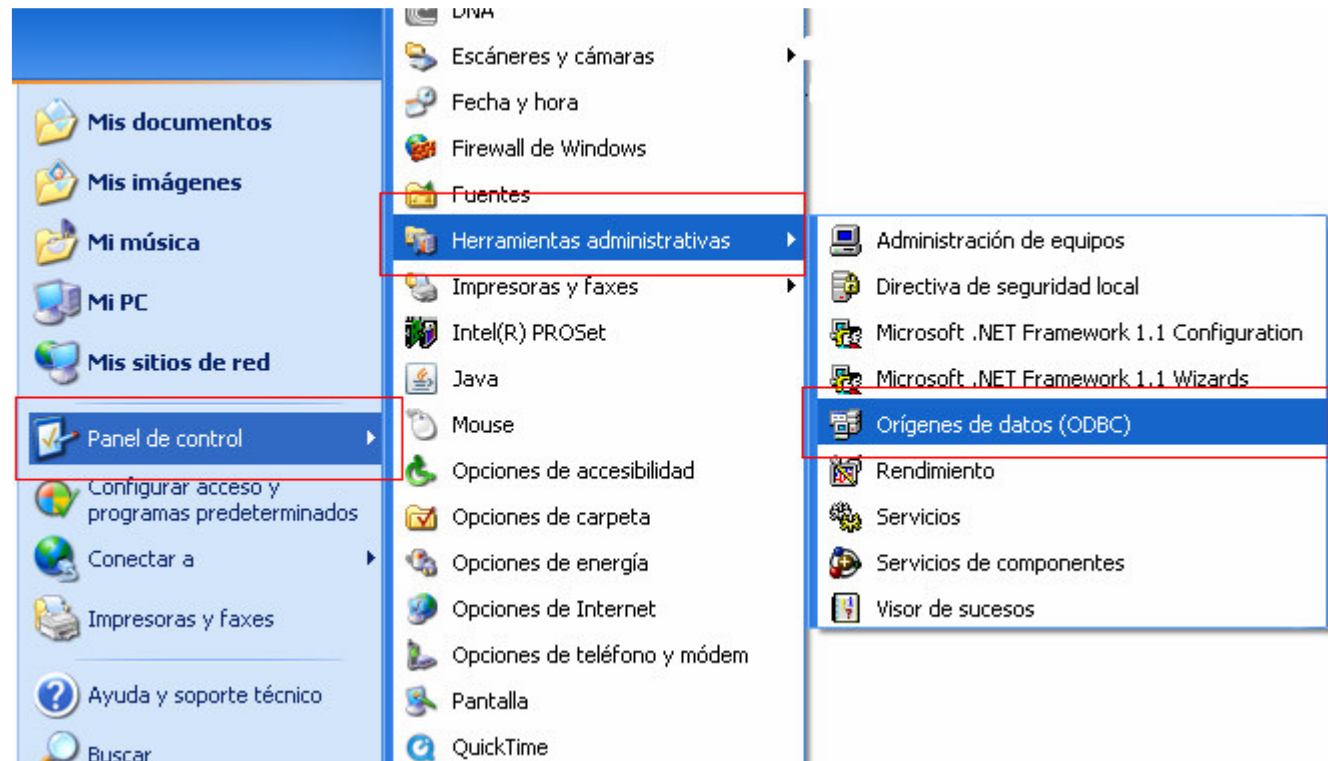 Mis documentos
Mis imágenes
Mi música
Mi PC
Mis sitios de red
Panel de control
Configurar acceso y
programas predeterminados
Conectar a
Impresoras y faxes
Ayuda y soporte técnico
Buscar
DNA
Escáneres y cámaras
Fecha y hora
Firewall de Windows
Fuentes
Herramientas administrativas
Impresoras y faxes
Intel(R) PROSet
Java
Mouse
Opciones de accesibilidad
Opciones de carpeta
Opciones de energía
Opciones de Internet
Opciones de teléfono y módem
Pantalla
QuickTime
Administración de equipos
Directiva de seguridad local
Microsoft .NET Framework 1.1 Configuration
Microsoft .NET Framework 1.1 Wizards
Orígenes de datos (ODBC)
Rendimiento
Servicios
Servicios de componentes
Visor de sucesos